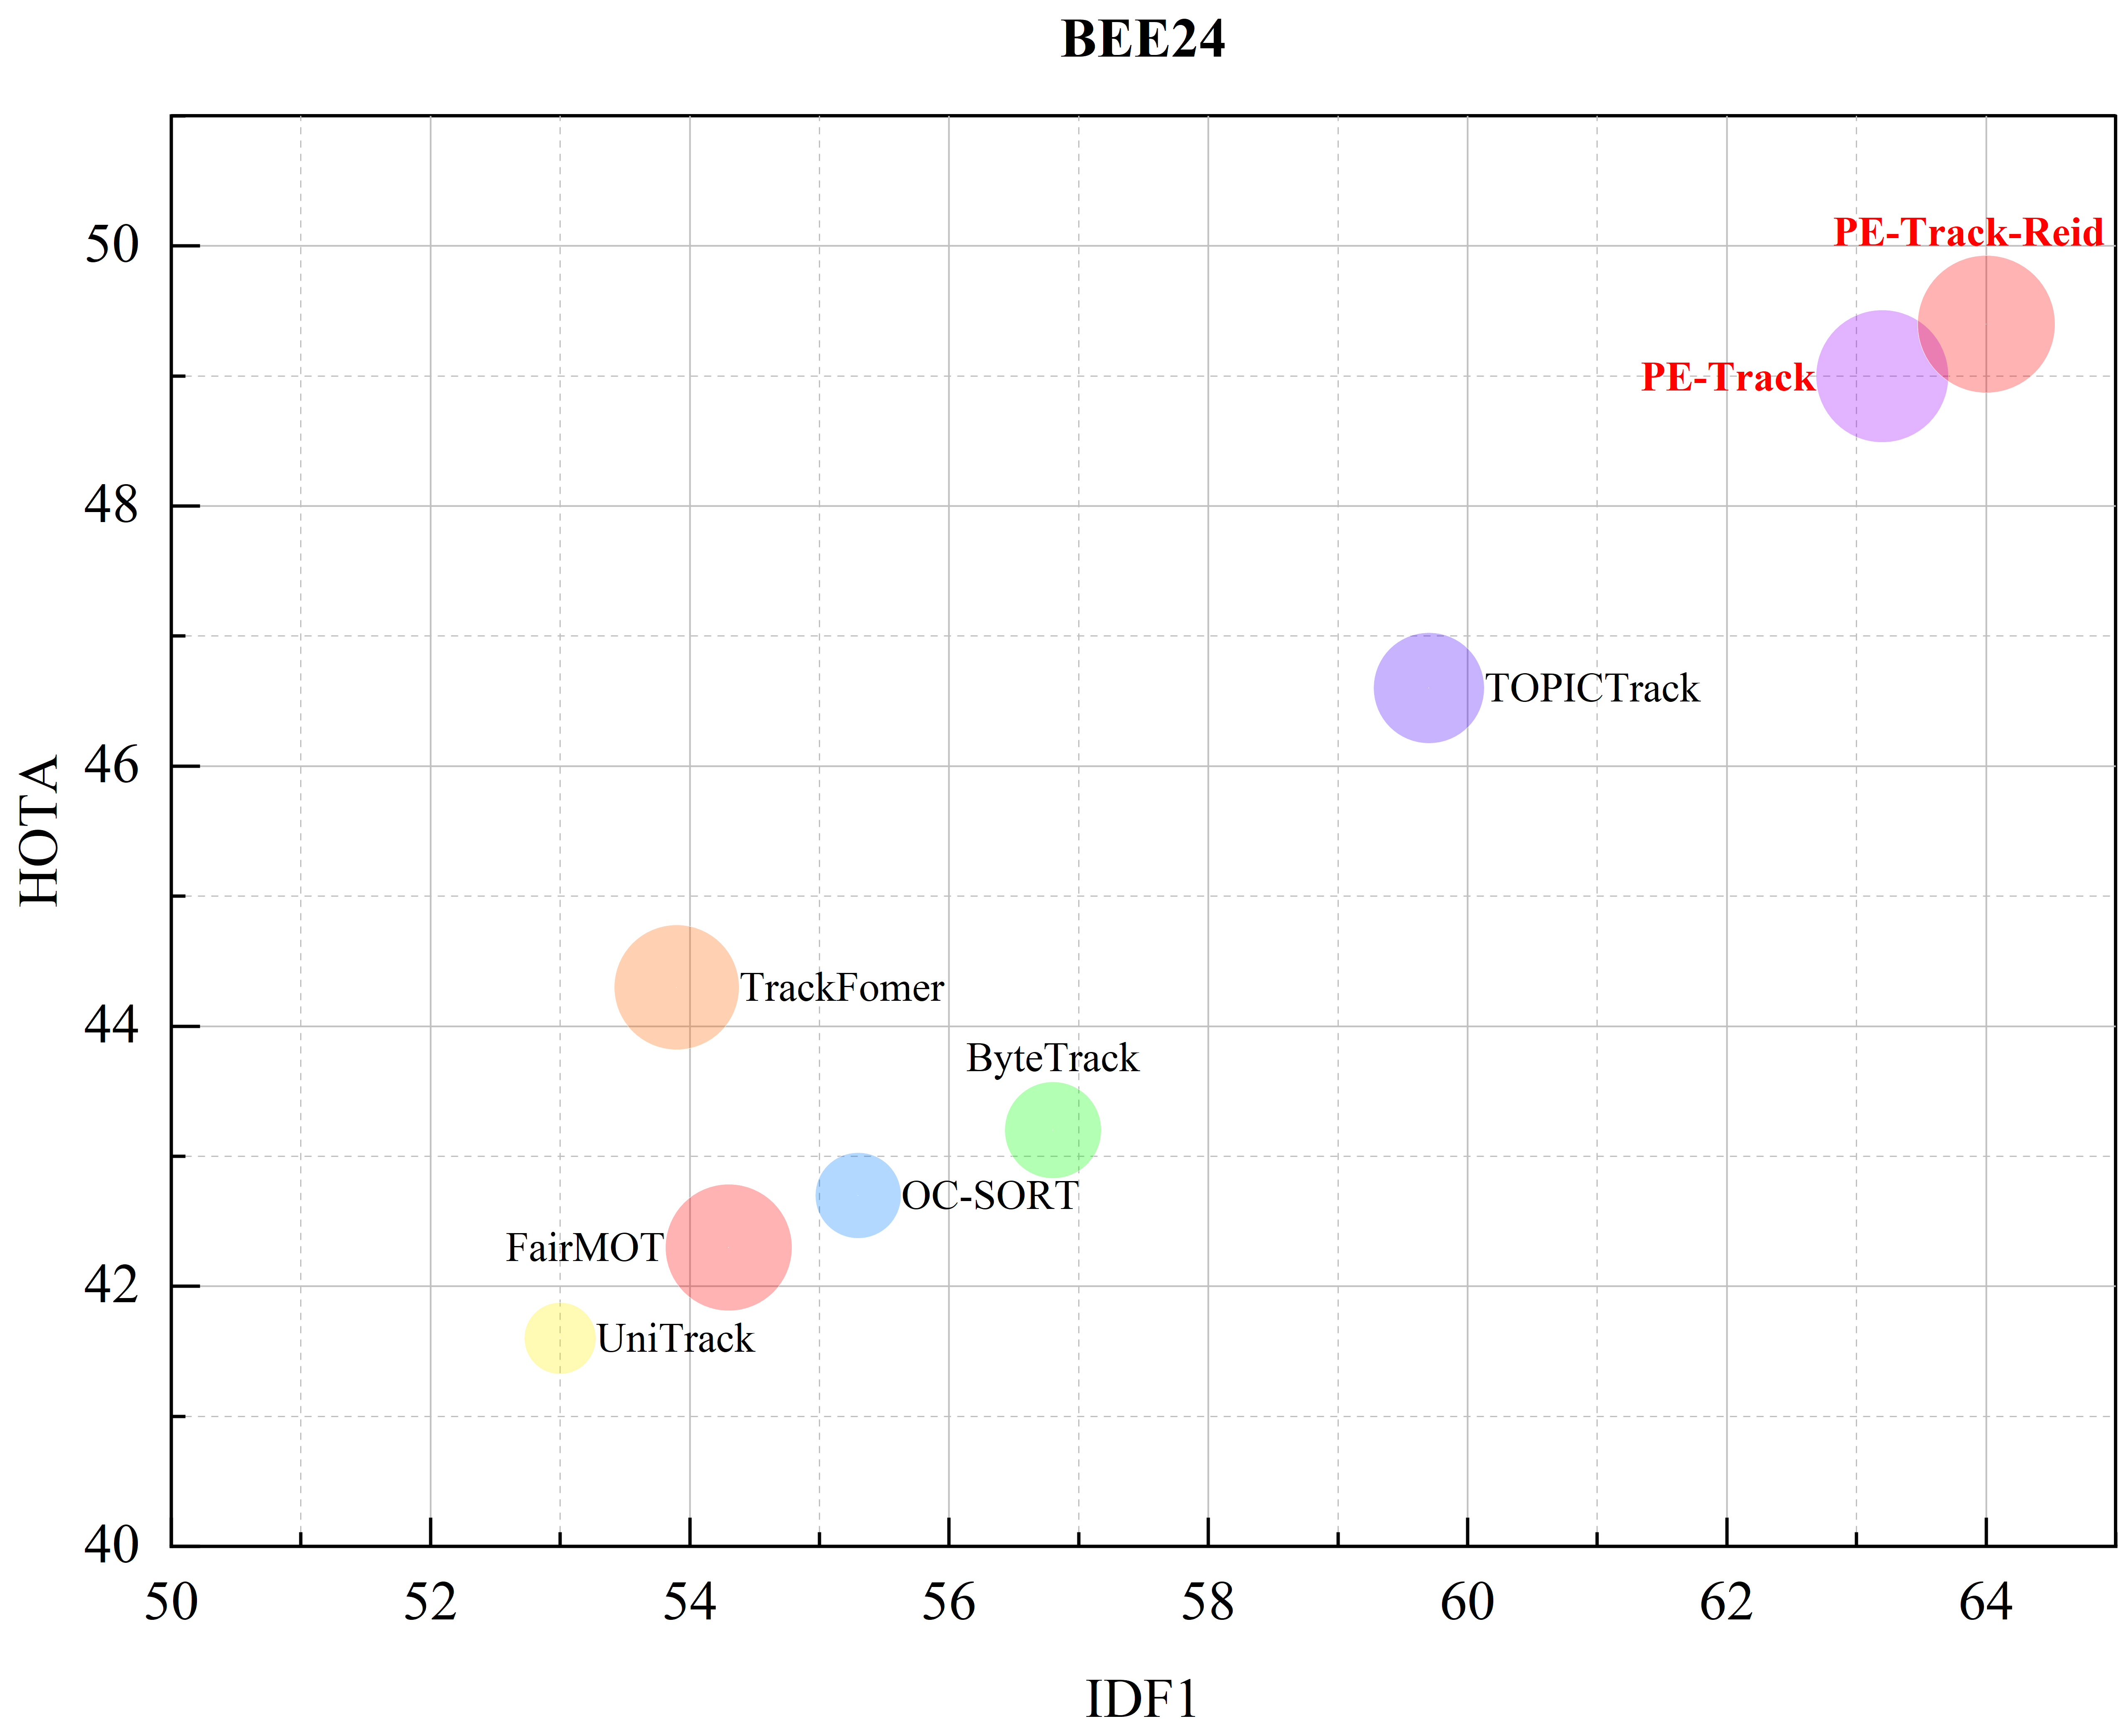 BEE24
50
PE-Track-Reid
PE-Track
48
TOPICTrack
46
HOTA
TrackFomer
44
ByteTrack
OC-SORT
FairMOT
42
UniTrack
40
50 52 54 56 58 60 62 64
IDF1